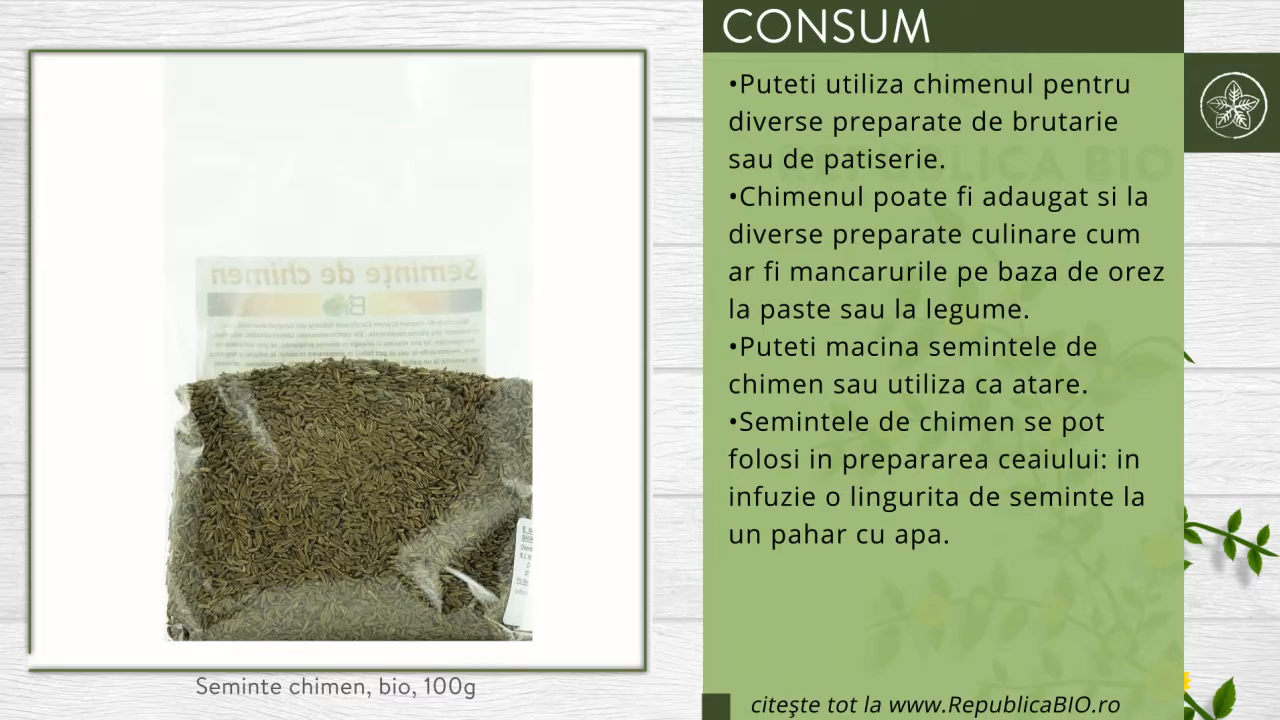 CONSUM
•Puteti utiliza chimenul pentru
diverse preparate de brutarie
sau de patiserie.
•Chimenul poate fi adaugat si la
diverse preparate culinare cum
ar fi mancarurile pe baza de orez
la paste sau la legume.
•Puteti macina semintele de
chimen sau utiliza ca atare.
•Semintele de chimen se pot
folosi in prepararea ceaiului: in
infuzie o lingurita de seminte la
un pahar cu apa.
REPUBLICA BIO
Semințe de chimen
Seminte chimen, bio, 100g
citeşte tot la www.RepublicaBIO.ro